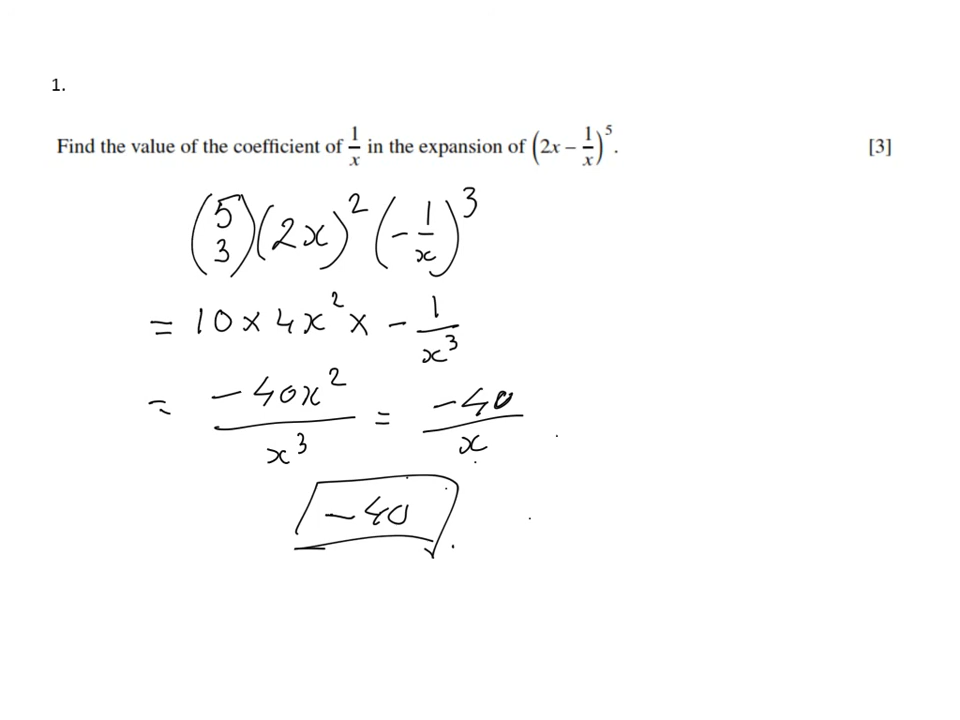 1.
Find the value of the coefficient of 1/x in the expansion of (2x − 1/x)^5. [3]
(5 3)(2x)^2 (−1/x)^3
= 10 × 4x^2 × − 1/x^3
= −40x^2/x^3 = −40/x
−40